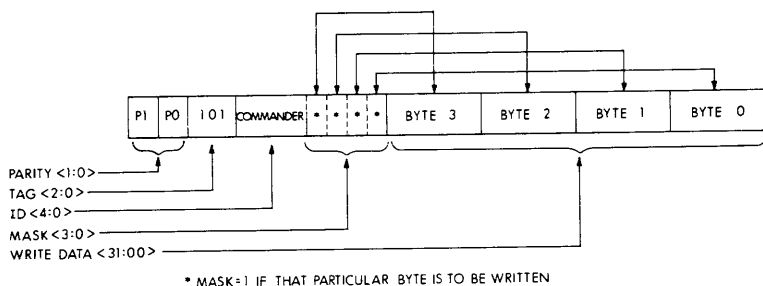 P1 P0 101 COMMANDER * * * * BYTE 3 BYTE 2 BYTE 1 BYTE 0
PARITY <1:0>
TAG <2:0>
ID <4:0>
MASK <3:0>
WRITE DATA <31:00>
* MASK=1 IF THAT PARTICULAR BYTE IS TO BE WRITTEN